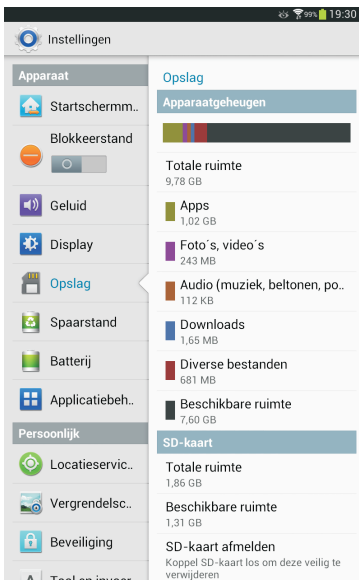 99% 19:30
Instellingen
Apparaat
Startschermm..
Blokkeerstand
Geluid
Display
Opslag
Spaarstand
Batterij
Applicatiebeh..
Persoonlijk
Locatieservic..
Vergrendelsc..
Beveiliging
A Taal en invoer
Opslag
Apparaatgeheugen
Totale ruimte
9,78 GB
Apps
1,02 GB
Foto´s, video´s
243 MB
Audio (muziek, beltonen, po..
112 KB
Downloads
1,65 MB
Diverse bestanden
681 MB
Beschikbare ruimte
7,60 GB
SD-kaart
Totale ruimte
1,86 GB
Beschikbare ruimte
1,31 GB
SD-kaart afmelden
Koppel SD-kaart los om deze veilig te
verwijderen